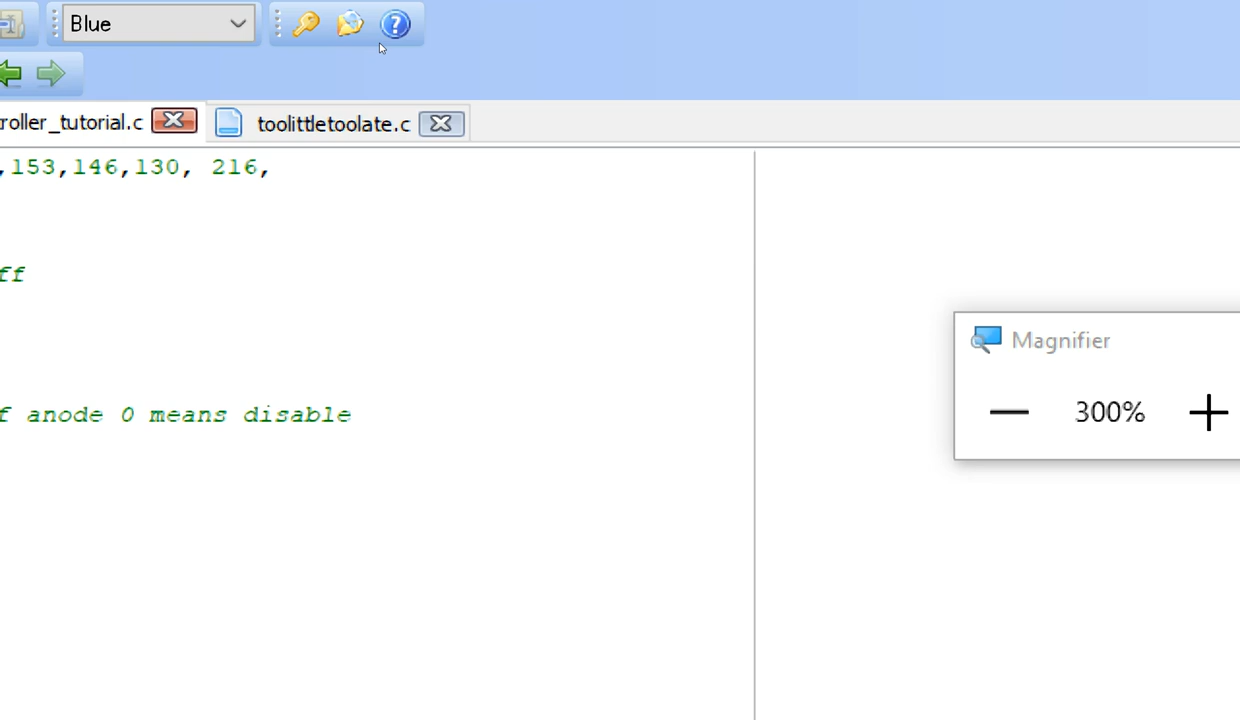 Blue
roller_tutorial.c
toolittletoolate.c
,153,146,130, 216,
ff
Magnifier
300%
f anode 0 means disable